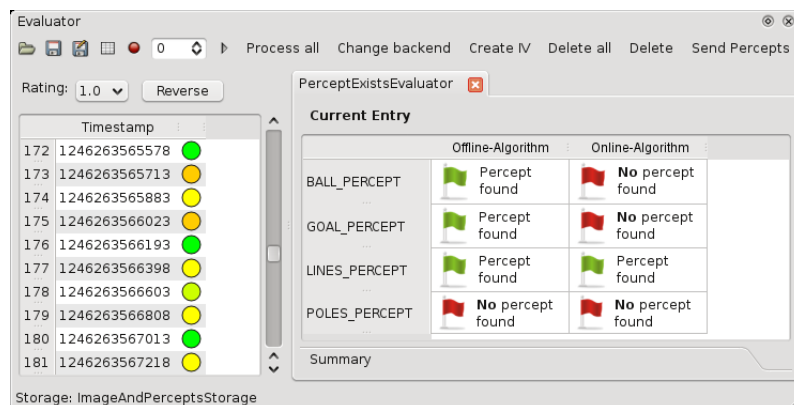 Evaluator
0 Process all Change backend Create IV Delete all Delete Send Percepts
Rating: 1.0 Reverse
Timestamp
172 1246263565578
173 1246263565713
174 1246263565883
175 1246263566023
176 1246263566193
177 1246263566398
178 1246263566603
179 1246263566808
180 1246263567013
181 1246263567218
PerceptExistsEvaluator
Current Entry
Offline-Algorithm Online-Algorithm
BALL_PERCEPT Percept found No percept found
GOAL_PERCEPT Percept found No percept found
LINES_PERCEPT Percept found Percept found
POLES_PERCEPT No percept found No percept found
Summary
Storage: ImageAndPerceptsStorage